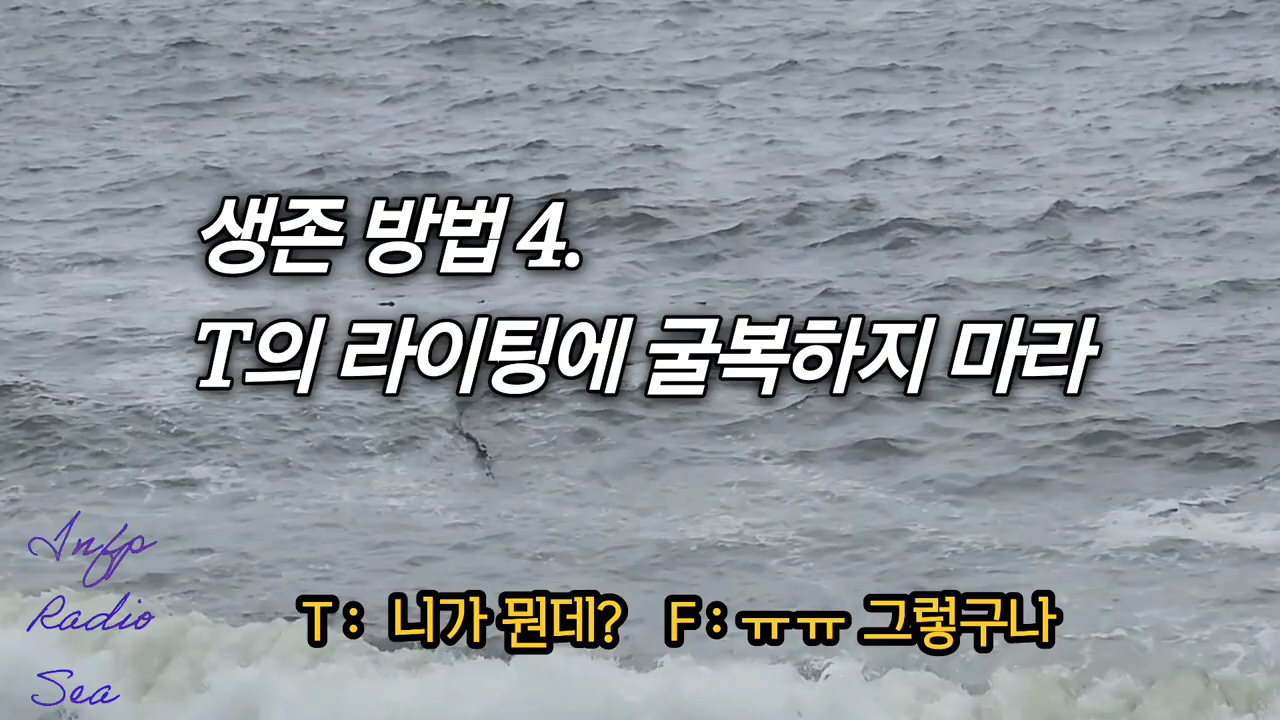 생존 방법 4.
T의 라이팅에 굴복하지 마라
Infp
Radio
Sea
T : 니가 뭔데? F : ㅠㅠ 그렇구나